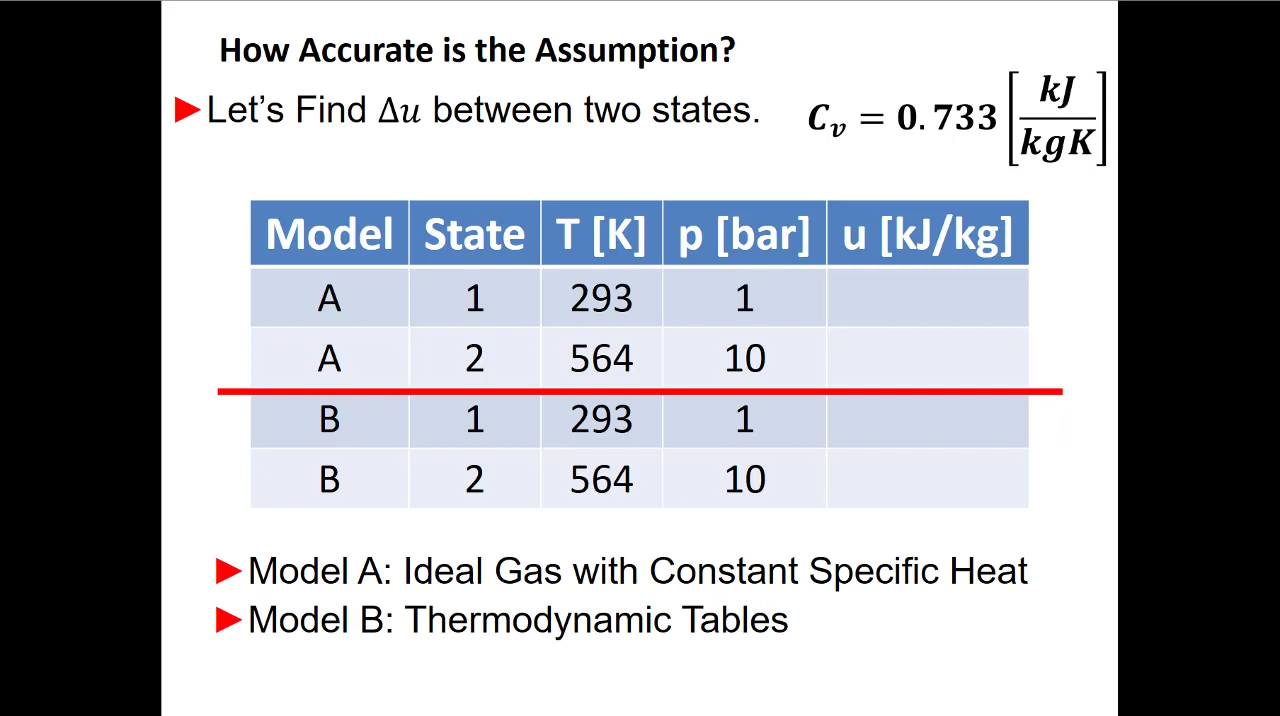 How Accurate is the Assumption?
►Let's Find Δu between two states.
C_v = 0.733 [kJ/kgK]
Model State T [K] p [bar] u [kJ/kg]
A 1 293 1
A 2 564 10
B 1 293 1
B 2 564 10
►Model A: Ideal Gas with Constant Specific Heat
►Model B: Thermodynamic Tables